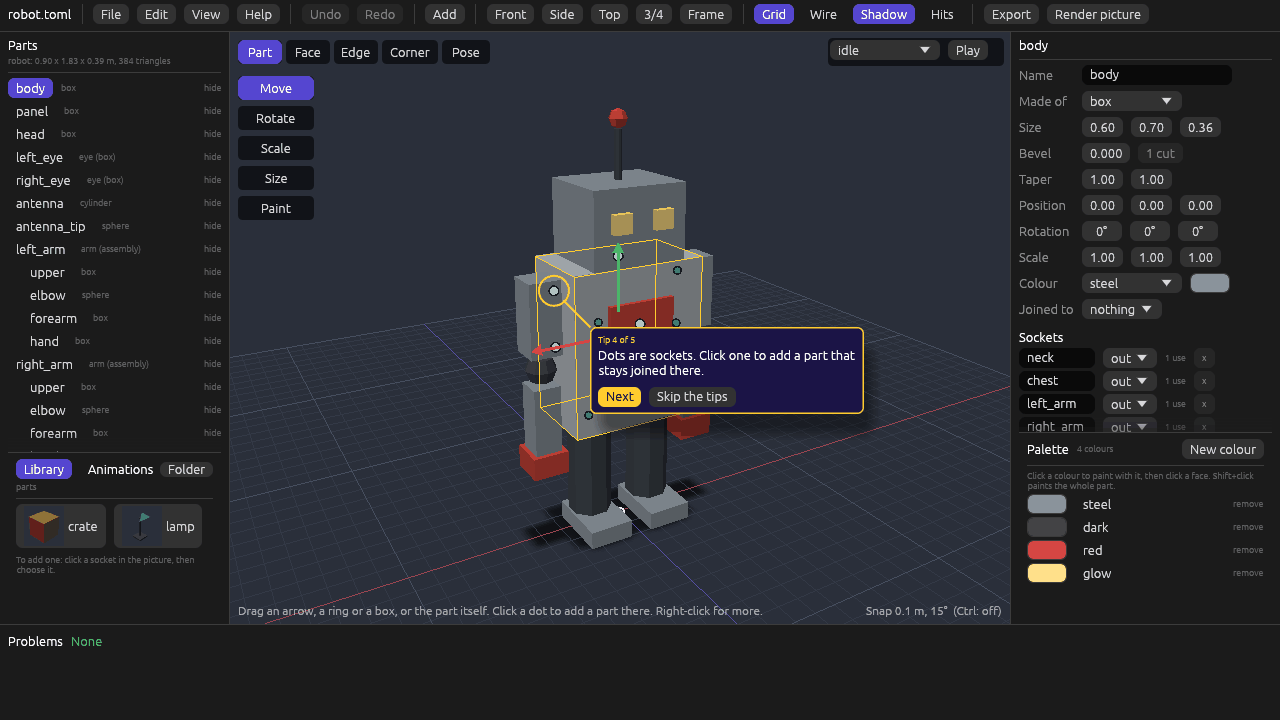 robot.toml File Edit View Help Undo Redo Add Front Side Top 3/4 Frame Grid Wire Shadow Hits Export Render picture
Parts
robot: 0.90 x 1.83 x 0.39 m, 384 triangles
body box hide
panel box hide
head box hide
left_eye eye (box) hide
right_eye eye (box) hide
antenna cylinder hide
antenna_tip sphere hide
left_arm arm (assembly) hide
upper box hide
elbow sphere hide
forearm box hide
hand box hide
right_arm arm (assembly) hide
upper box hide
elbow sphere hide
forearm box hide
Library Animations Folder
parts
crate lamp
To add one: click a socket in the picture, then
choose it.
Part Face Edge Corner Pose
Move
Rotate
Scale
Size
Paint
idle Play
Tip 4 of 5
Dots are sockets. Click one to add a part that
stays joined there.
Next Skip the tips
Drag an arrow, a ring or a box, or the part itself. Click a dot to add a part there. Right-click for more.
Snap 0.1 m, 15° (Ctrl: off)
body
Name body
Made of box
Size 0.60 0.70 0.36
Bevel 0.000 1 cut
Taper 1.00 1.00
Position 0.00 0.00 0.00
Rotation 0° 0° 0°
Scale 1.00 1.00 1.00
Colour steel
Joined to nothing
Sockets
neck out 1 use x
chest out 1 use x
left_arm out 1 use x
right_arm out 1 use x
Palette 4 colours New colour
Click a colour to paint with it, then click a face. Shift+click
paints the whole part.
steel remove
dark remove
red remove
glow remove
Problems None